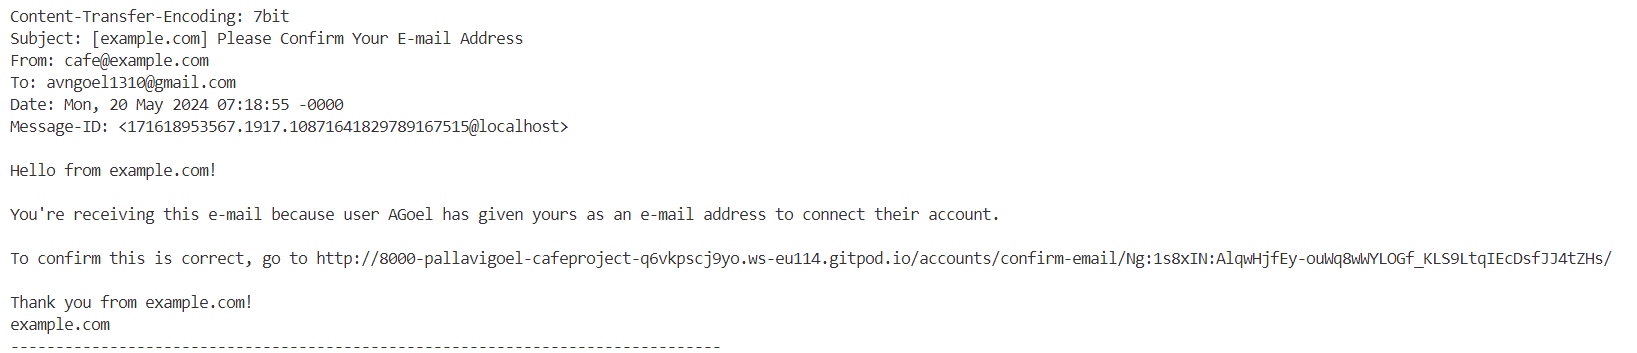 Content-Transfer-Encoding: 7bit
Subject: [example.com] Please Confirm Your E-mail Address
From: cafe@example.com
To: avngoel1310@gmail.com
Date: Mon, 20 May 2024 07:18:55 -0000
Message-ID: <171618953567.1917.10871641829789167515@localhost>
Hello from example.com!
You're receiving this e-mail because user AGoel has given yours as an e-mail address to connect their account.
To confirm this is correct, go to http://8000-pallavigoel-cafeproject-q6vkpscj9yo.ws-eu114.gitpod.io/accounts/confirm-email/Ng:1s8xIN:AlqwHjfEy-ouWq8wWYLOGf_KLS9LtqIEcDsfJJ4tZHs/
Thank you from example.com!
example.com
-------------------------------------------------------------------------------